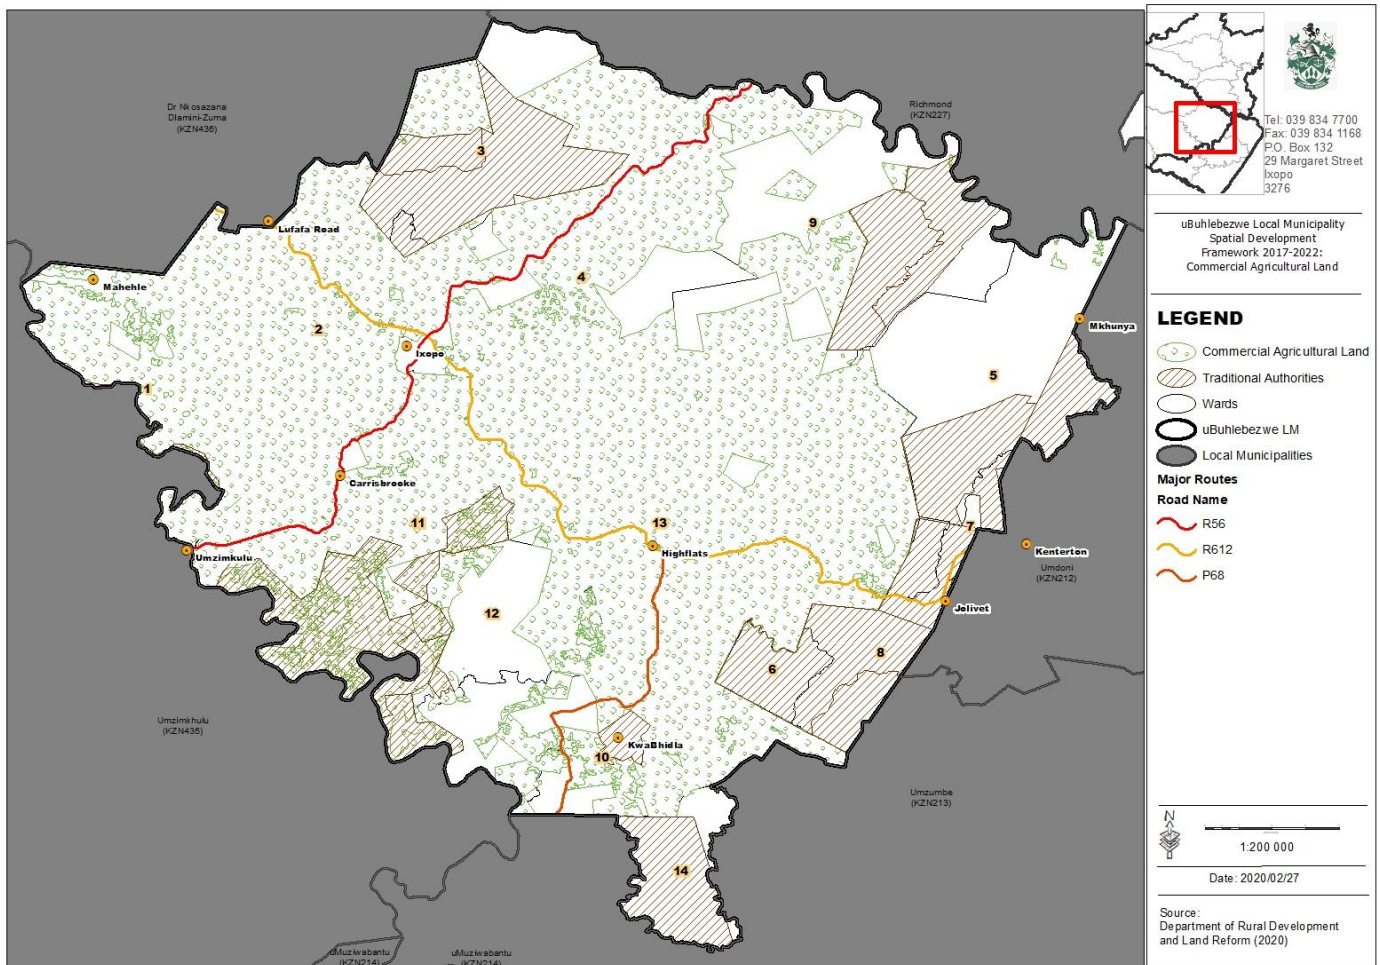 Dr Nkosazana
Dlamini-Zuma
(KZN436)
Richmond
(KZN227)
3
9
Lufafa Road
Mahehle
4
2
Ixopo
Mkhunya
5
1
Carrisbrooke
11
13
7
Umzimkulu
Highflats
Kenterton
Umdoni
(KZN212)
Jolivet
12
6
8
Umzimkhulu
(KZN435)
KwaBhidla
10
Umzumbe
(KZN213)
14
uMuziwabantu
(KZN214)
uMuziwabantu
(KZN214)
Tel: 039 834 7700
Fax: 039 834 1168
P.O. Box 132
29 Margaret Street
Ixopo
3276
uBuhlebezwe Local Municipality
Spatial Development
Framework 2017-2022:
Commercial Agricultural Land
LEGEND
Commercial Agricultural Land
Traditional Authorities
Wards
uBuhlebezwe LM
Local Municipalities
Major Routes
Road Name
R56
R612
P68
N
1:200 000
Date: 2020/02/27
Source:
Department of Rural Development
and Land Reform (2020)